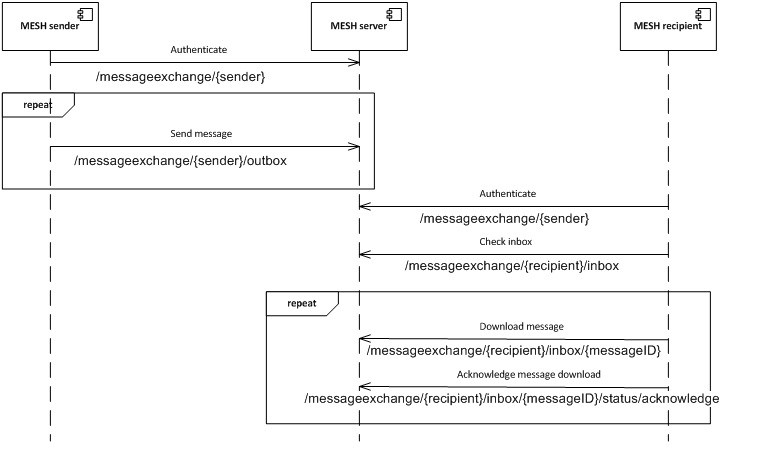 MESH sender
MESH server
MESH recipient
Authenticate
/messageexchange/{sender}
repeat
Send message
/messageexchange/{sender}/outbox
Authenticate
/messageexchange/{sender}
Check inbox
/messageexchange/{recipient}/inbox
repeat
Download message
/messageexchange/{recipient}/inbox/{messageID}
Acknowledge message download
/messageexchange/{recipient}/inbox/{messageID}/status/acknowledge